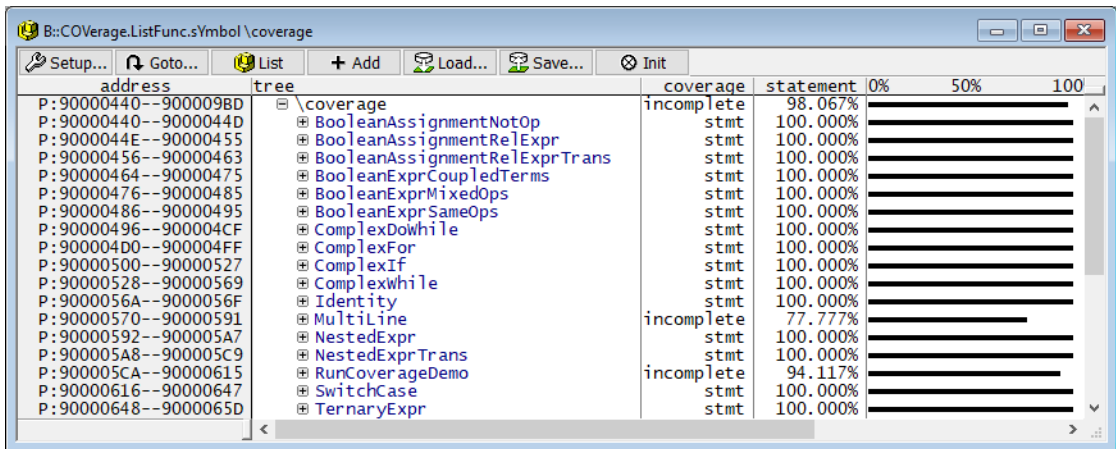 B::COVerage.ListFunc.sYmbol \coverage
Setup... Goto... List Add Load... Save... Init
address tree coverage statement 0% 50% 100
P:90000440--900009BD \coverage incomplete 98.067%
P:90000440--9000044D BooleanAssignmentNotOp stmt 100.000%
P:9000044E--90000455 BooleanAssignmentRelExpr stmt 100.000%
P:90000456--90000463 BooleanAssignmentRelExprTrans stmt 100.000%
P:90000464--90000475 BooleanExprCoupledTerms stmt 100.000%
P:90000476--90000485 BooleanExprMixedOps stmt 100.000%
P:90000486--90000495 BooleanExprSameOps stmt 100.000%
P:90000496--900004CF ComplexDoWhile stmt 100.000%
P:900004D0--900004FF ComplexFor stmt 100.000%
P:90000500--90000527 ComplexIf stmt 100.000%
P:90000528--90000569 ComplexWhile stmt 100.000%
P:9000056A--9000056F Identity stmt 100.000%
P:90000570--90000591 MultiLine incomplete 77.777%
P:90000592--900005A7 NestedExpr stmt 100.000%
P:900005A8--900005C9 NestedExprTrans stmt 100.000%
P:900005CA--90000615 RunCoverageDemo incomplete 94.117%
P:90000616--90000647 SwitchCase stmt 100.000%
P:90000648--9000065D TernaryExpr stmt 100.000%